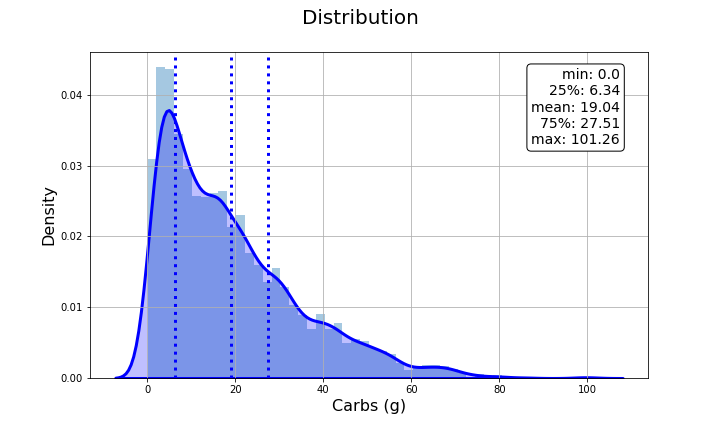 Distribution
min: 0.0
25%: 6.34
mean: 19.04
75%: 27.51
max: 101.26
Density
0.04
0.03
0.02
0.01
0.00
0
20
40
60
80
100
Carbs (g)